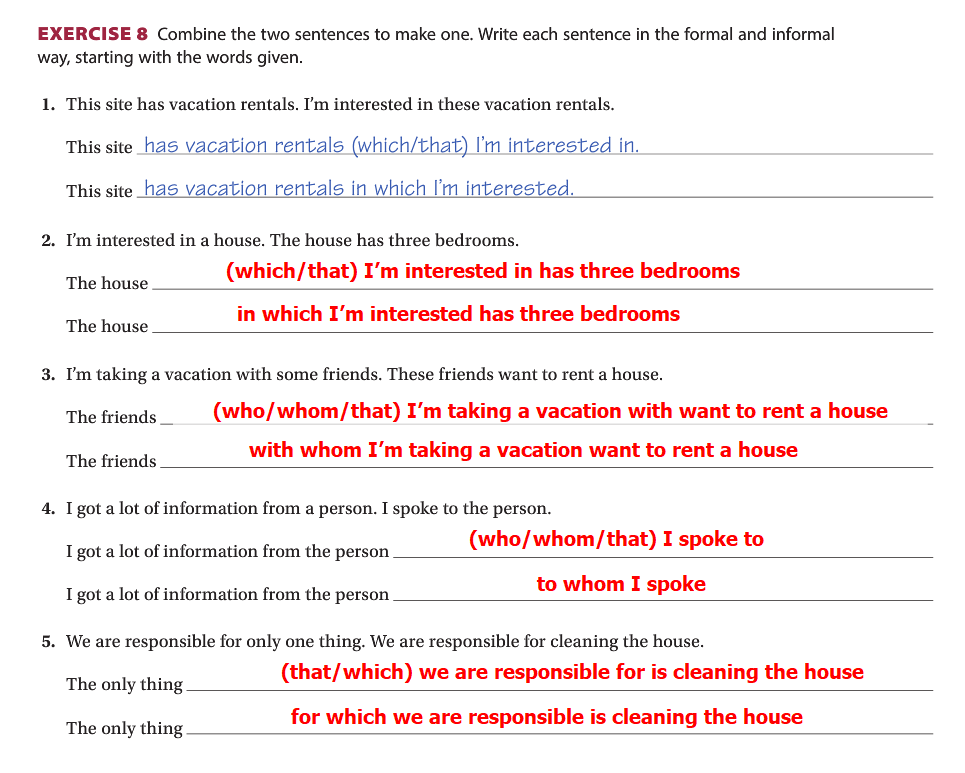 EXERCISE 8 Combine the two sentences to make one. Write each sentence in the formal and informal
way, starting with the words given.
1. This site has vacation rentals. I'm interested in these vacation rentals.
This site has vacation rentals (which/that) I'm interested in.
This site has vacation rentals in which I'm interested.
2. I'm interested in a house. The house has three bedrooms.
The house (which/that) I'm interested in has three bedrooms
The house in which I'm interested has three bedrooms
3. I'm taking a vacation with some friends. These friends want to rent a house.
The friends (who/whom/that) I'm taking a vacation with want to rent a house
The friends with whom I'm taking a vacation want to rent a house
4. I got a lot of information from a person. I spoke to the person.
I got a lot of information from the person (who/whom/that) I spoke to
I got a lot of information from the person to whom I spoke
5. We are responsible for only one thing. We are responsible for cleaning the house.
The only thing (that/which) we are responsible for is cleaning the house
The only thing for which we are responsible is cleaning the house